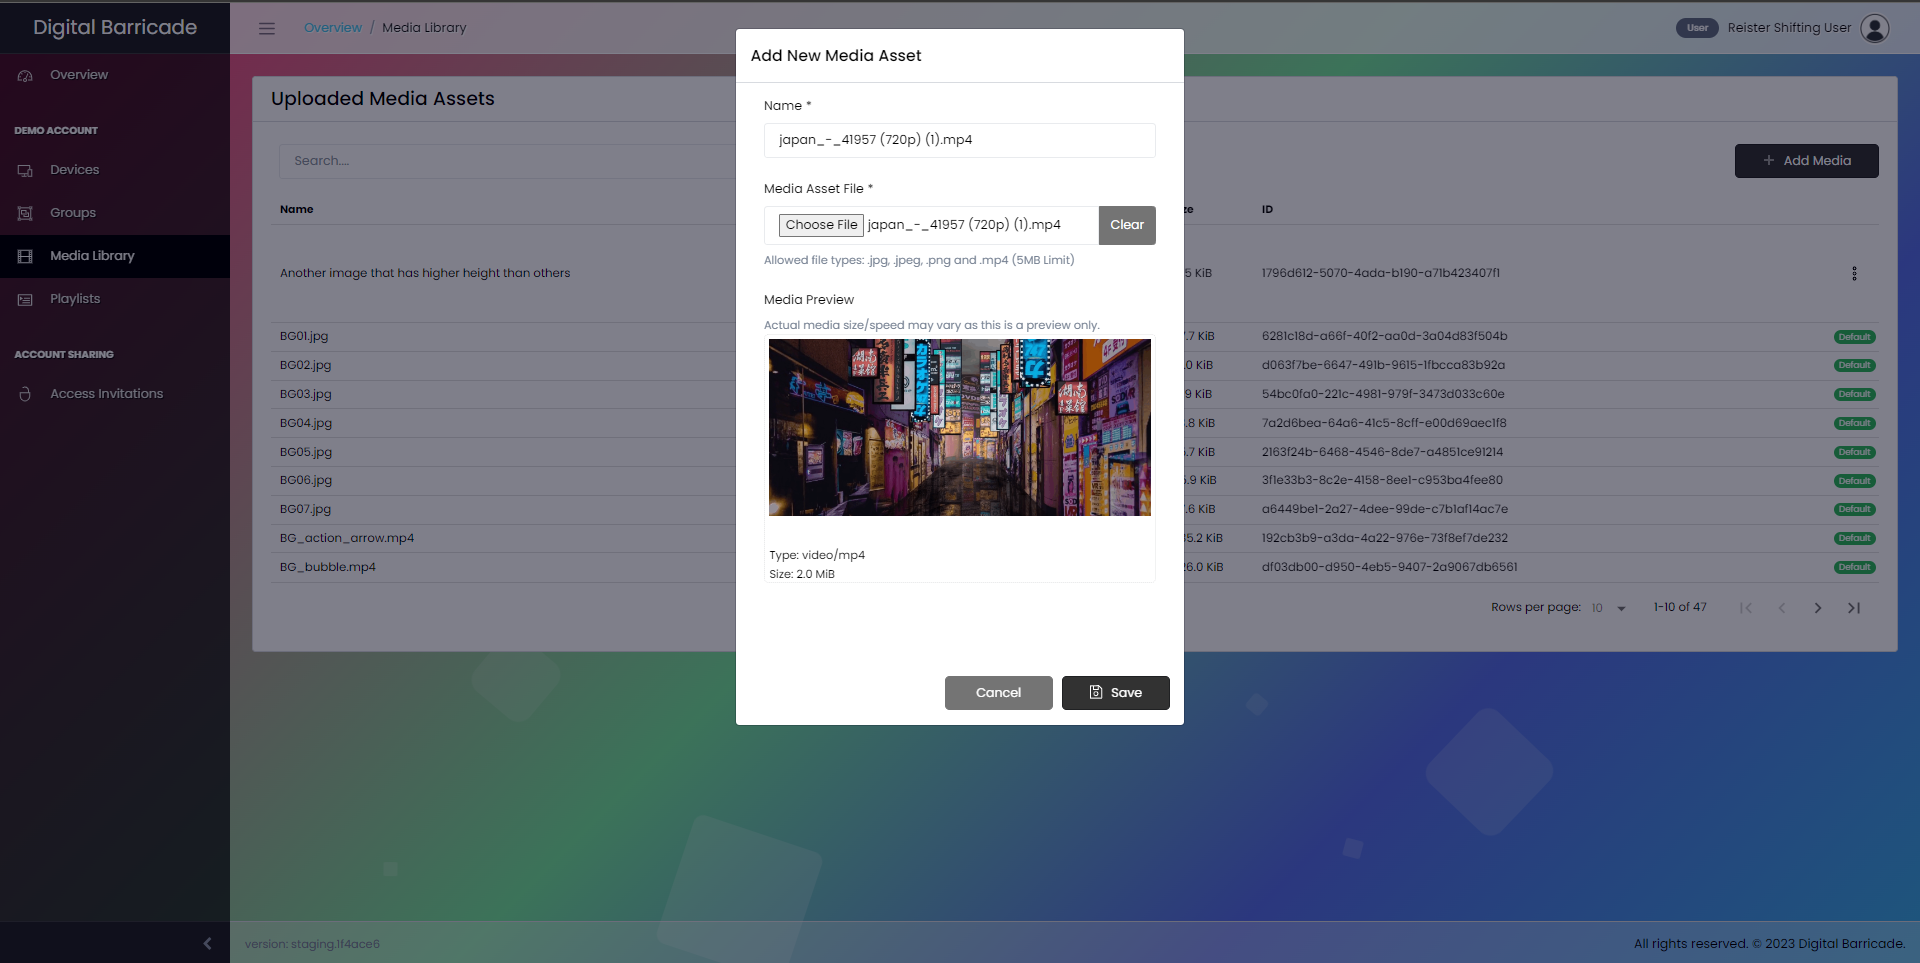 Digital Barricade
Overview / Media Library
User Reister Shifting User
Overview
DEMO ACCOUNT
Devices
Groups
Media Library
Playlists
ACCOUNT SHARING
Access Invitations
Uploaded Media Assets
Search....
+ Add Media
Name
ze
ID
Another image that has higher height than others
5 KiB
1796d612-5070-4ada-b190-a71b423407f1
BG01.jpg
.7 KiB
6281c18d-a66f-40f2-aa0d-3a04d83f504b
Default
BG02.jpg
.0 KiB
d063f7be-6647-491b-9615-1fbcca83b92a
Default
BG03.jpg
9 KiB
54bc0fa0-221c-4981-979f-3473d033c60e
Default
BG04.jpg
.8 KiB
7a2d6bea-64a6-41c5-8cff-e00d69aec1f8
Default
BG05.jpg
.7 KiB
2163f24b-6468-4546-8de7-a4851ce91214
Default
BG06.jpg
.9 KiB
3f1e33b3-8c2e-4158-8ee1-c953ba4fee80
Default
BG07.jpg
.6 KiB
a6449be1-2a27-4dee-99de-c7b1af14ac7e
Default
BG_action_arrow.mp4
5.2 KiB
192cb3b9-a3da-4a22-976e-73f8ef7de232
Default
BG_bubble.mp4
26.0 KiB
df03db00-d950-4eb5-9407-2a9067db6561
Default
Rows per page: 10
1-10 of 47
Add New Media Asset
Name *
japan_-_41957 (720p) (1).mp4
Media Asset File *
Choose File japan_-_41957 (720p) (1).mp4
Clear
Allowed file types: .jpg, .jpeg, .png and .mp4 (5MB Limit)
Media Preview
Actual media size/speed may vary as this is a preview only.
Type: video/mp4
Size: 2.0 MiB
Cancel
Save
version: staging.1f4ace6
All rights reserved. © 2023 Digital Barricade.